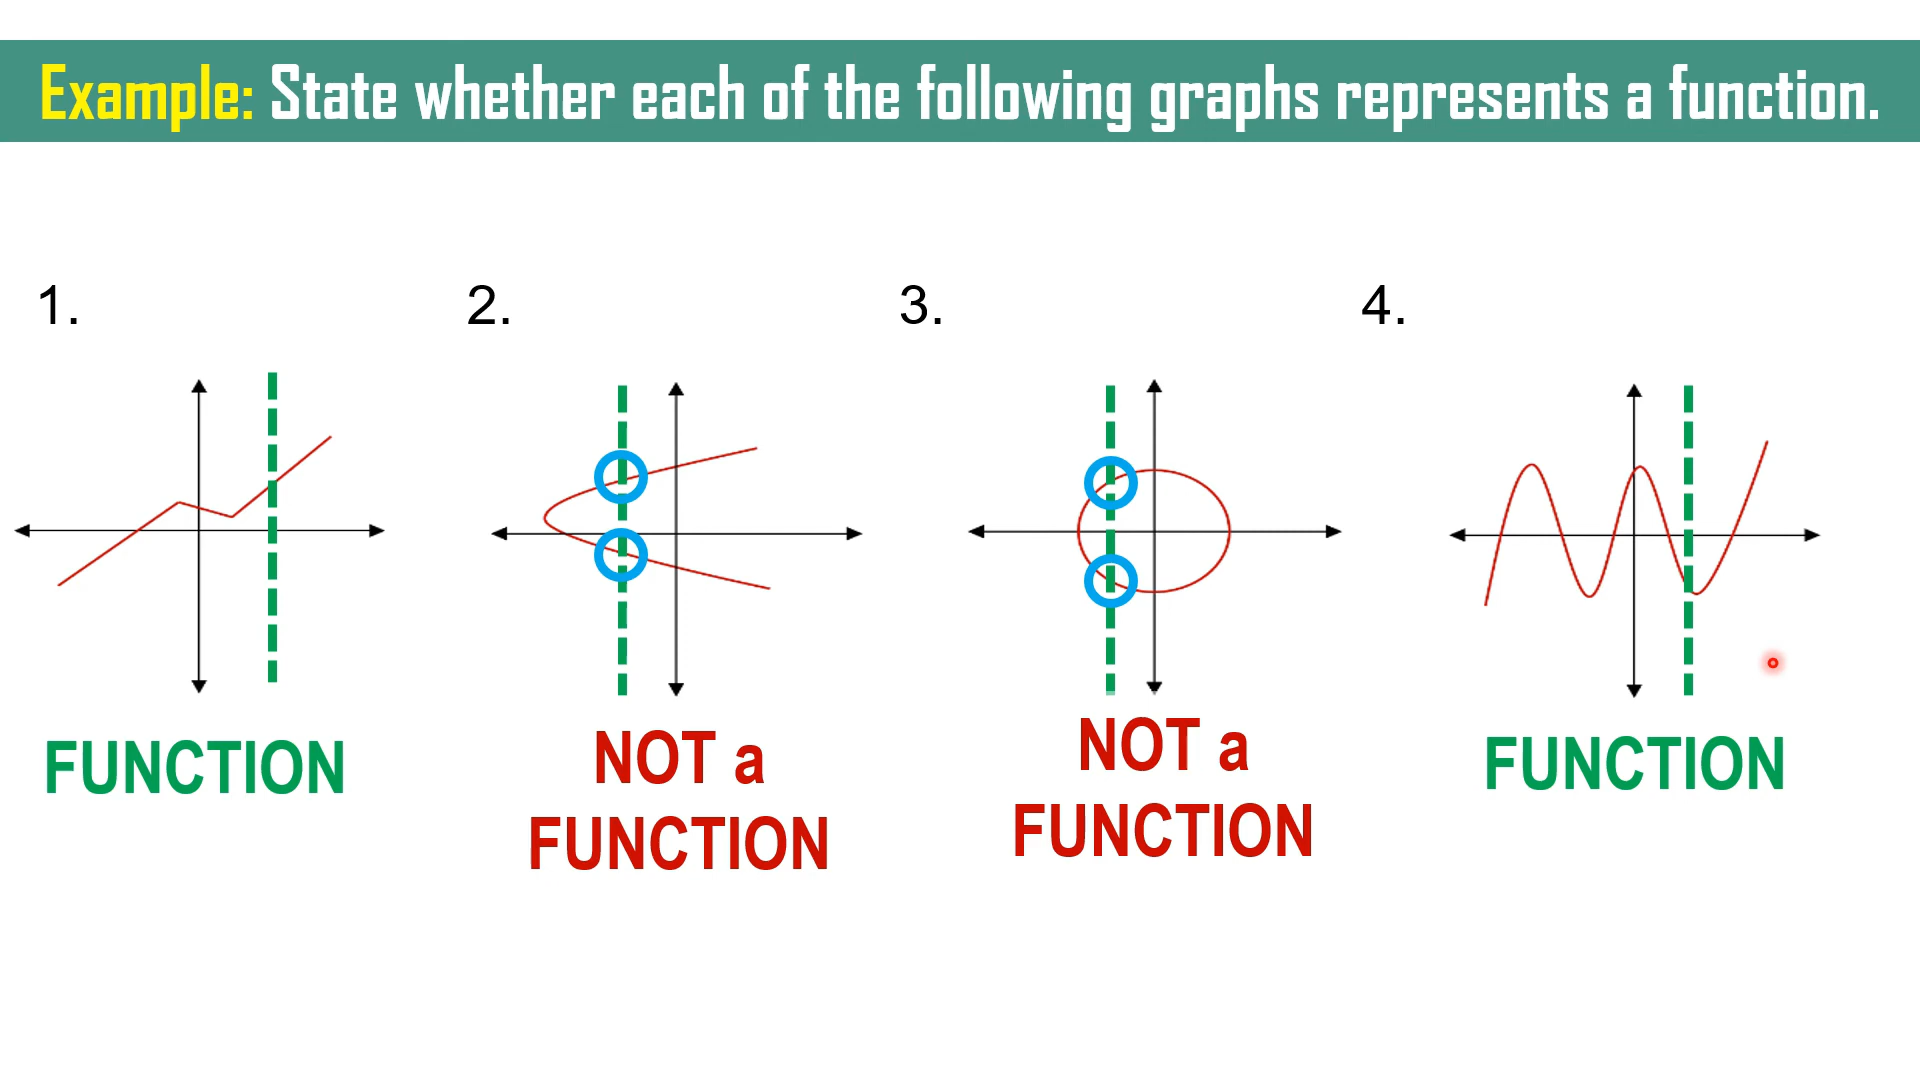 Example: State whether each of the following graphs represents a function.
1.
2.
3.
4.
FUNCTION
NOT a
FUNCTION
NOT a
FUNCTION
FUNCTION